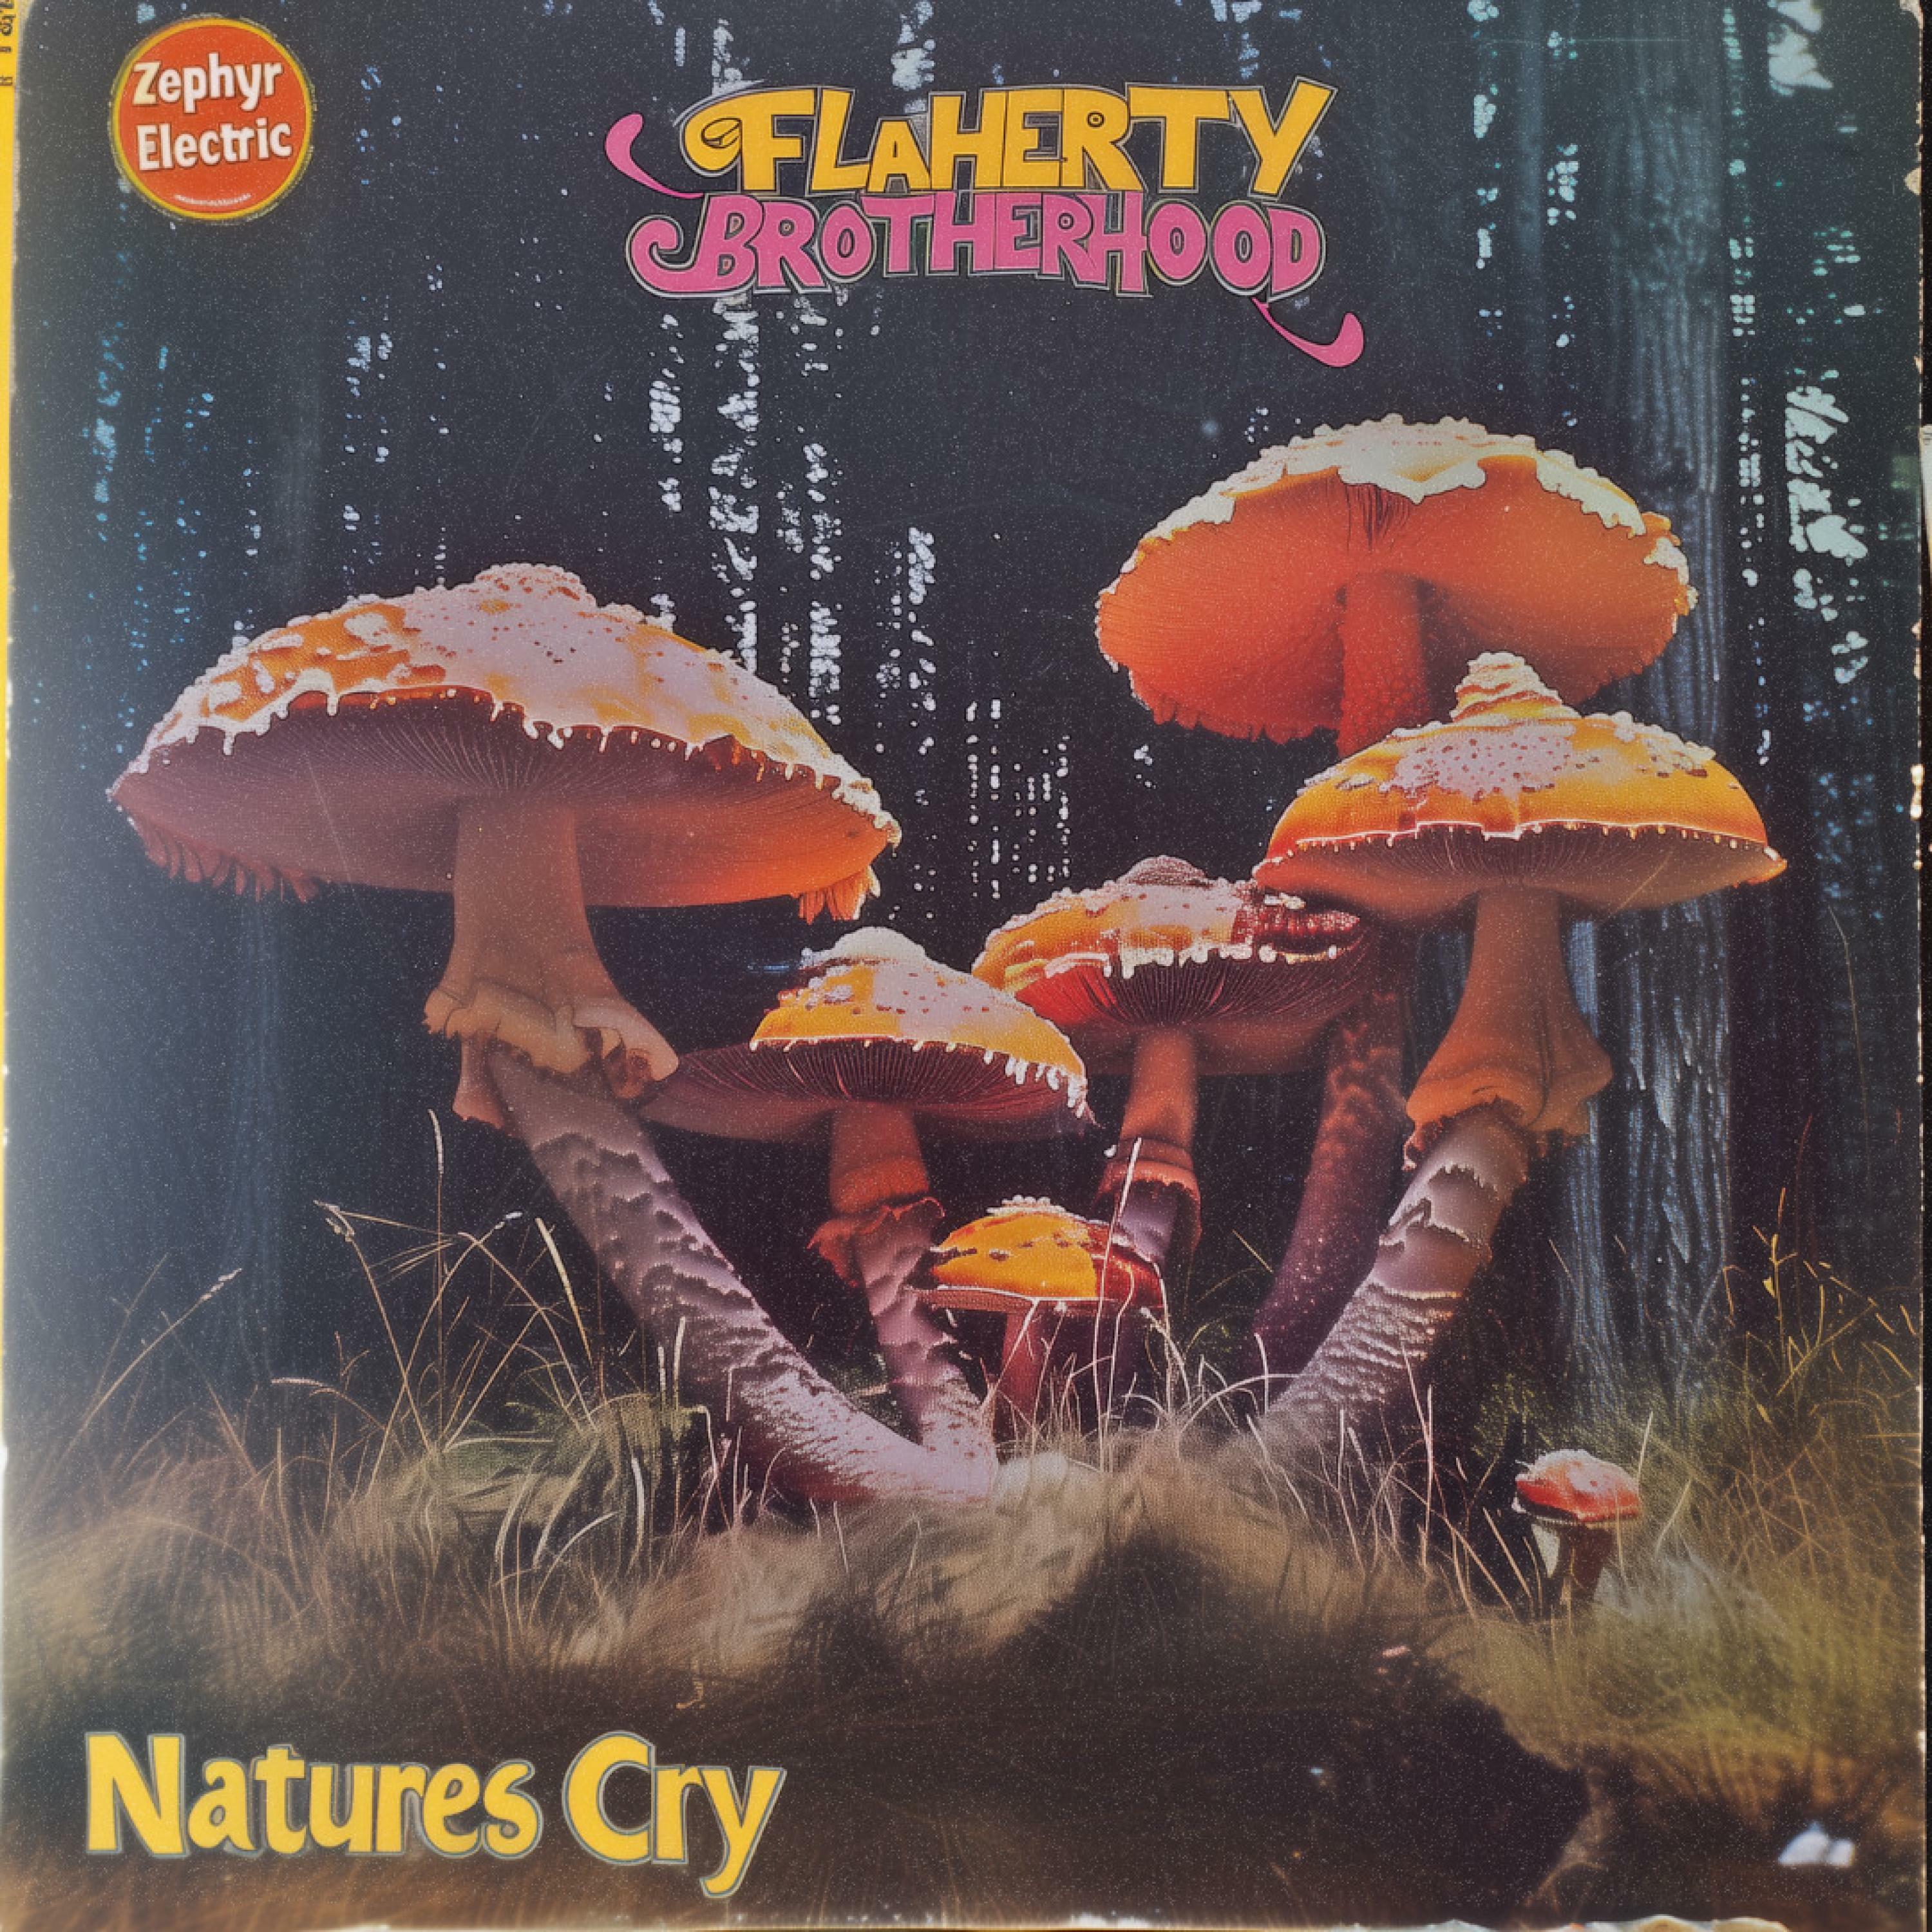 Zephyr
Electric
FLAHERTY
BROTHERHOOD
Natures Cry